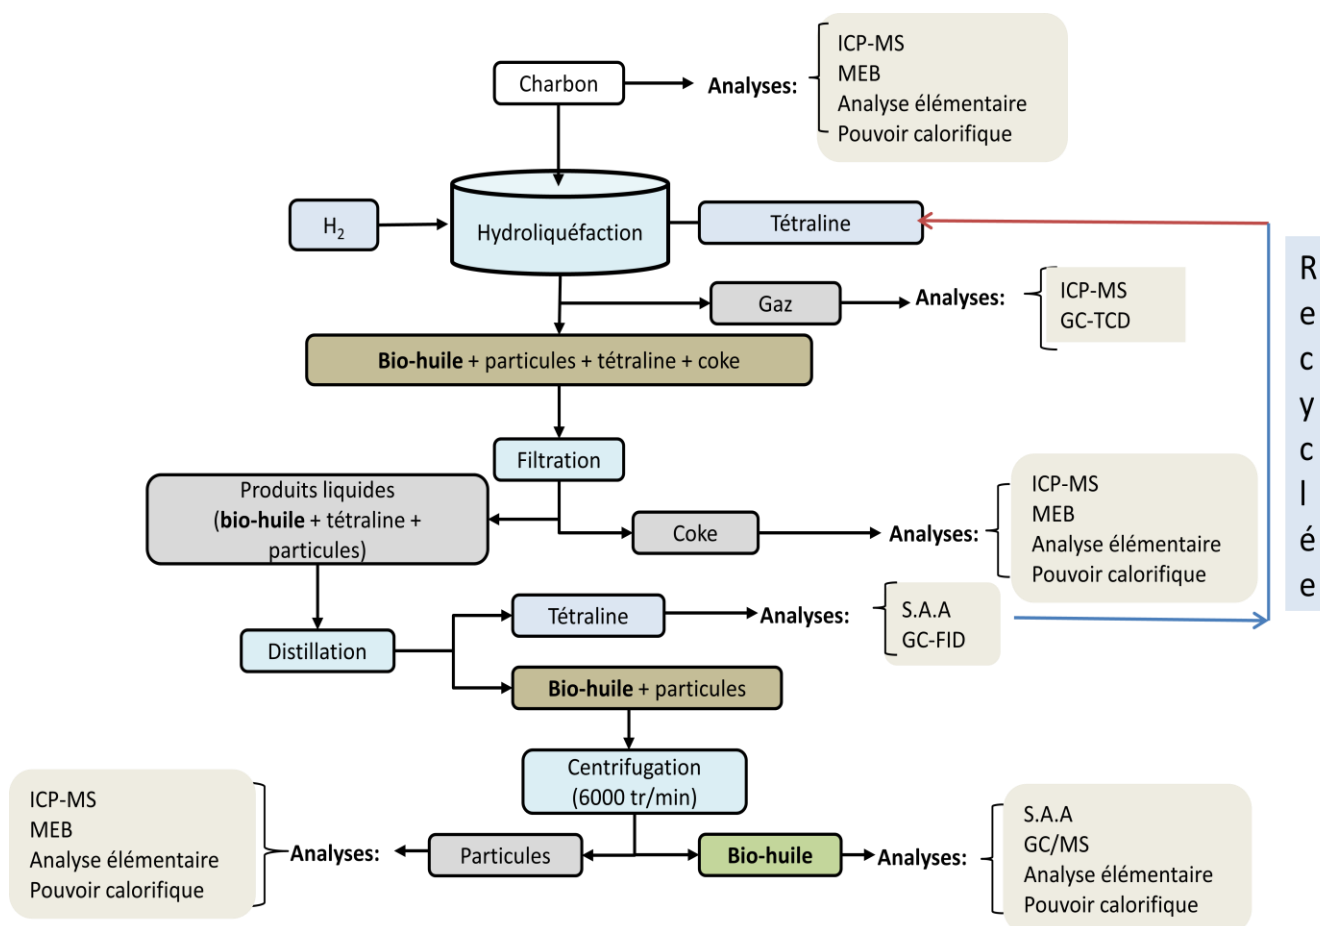 Charbon
Analyses:
ICP-MS
MEB
Analyse élémentaire
Pouvoir calorifique
H2
Hydroliquéfaction
Tétraline
Gaz
Analyses:
ICP-MS
GC-TCD
Bio-huile + particules + tétraline + coke
Filtration
Produits liquides
(bio-huile + tétraline +
particules)
Coke
Analyses:
ICP-MS
MEB
Analyse élémentaire
Pouvoir calorifique
Recyclée
Distillation
Tétraline
Analyses:
S.A.A
GC-FID
Bio-huile + particules
Centrifugation
(6000 tr/min)
ICP-MS
MEB
Analyse élémentaire
Pouvoir calorifique
Analyses:
Particules
Bio-huile
Analyses:
S.A.A
GC/MS
Analyse élémentaire
Pouvoir calorifique